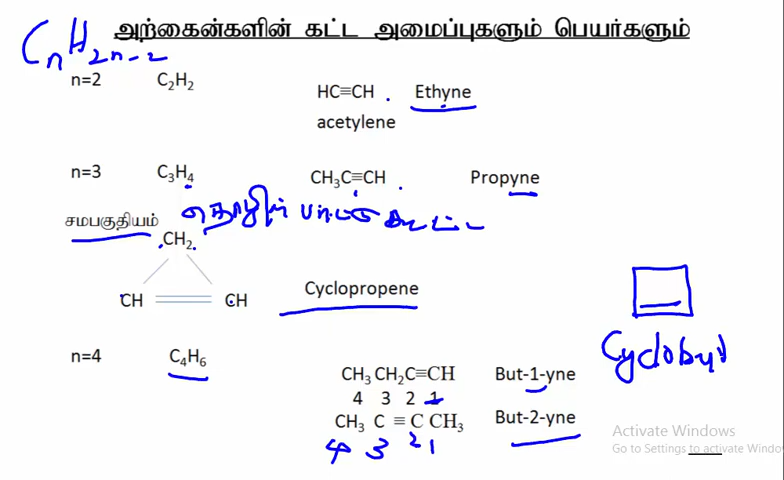 அற்கைன்களின் கட்ட அமைப்புகளும் பெயர்களும்
CnH2n-2
n=2 C₂H₂ HC≡CH Ethyne
acetylene
n=3 C₃H₄ CH₃C≡CH Propyne
சமபகுதியம்
CH₂
CH CH Cyclopropene
n=4 C₄H₆
CH₃ CH₂C≡CH But-1-yne
4 3 2 1
CH₃ C ≡C CH₃ But-2-yne
4 3 2 1
Activate Windows
Go to Settings to activate Windo